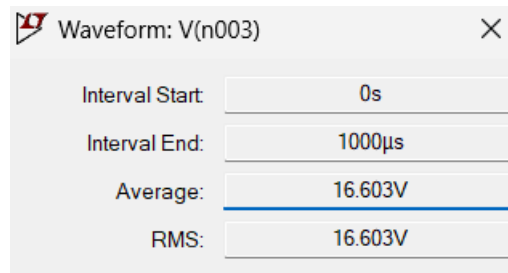 Waveform: V(n003)
Interval Start: 0s
Interval End: 1000µs
Average: 16.603V
RMS: 16.603V